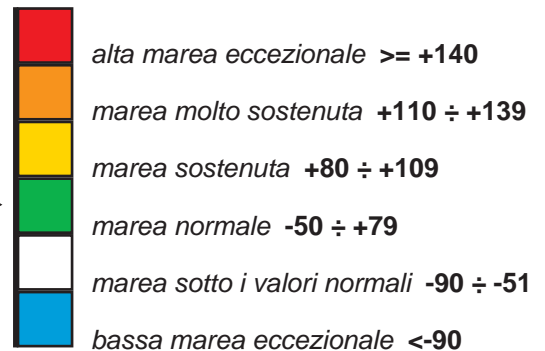 alta marea eccezionale >= +140
marea molto sostenuta +110 ÷ +139
marea sostenuta +80 ÷ +109
marea normale -50 ÷ +79
marea sotto i valori normali -90 ÷ -51
bassa marea eccezionale <-90